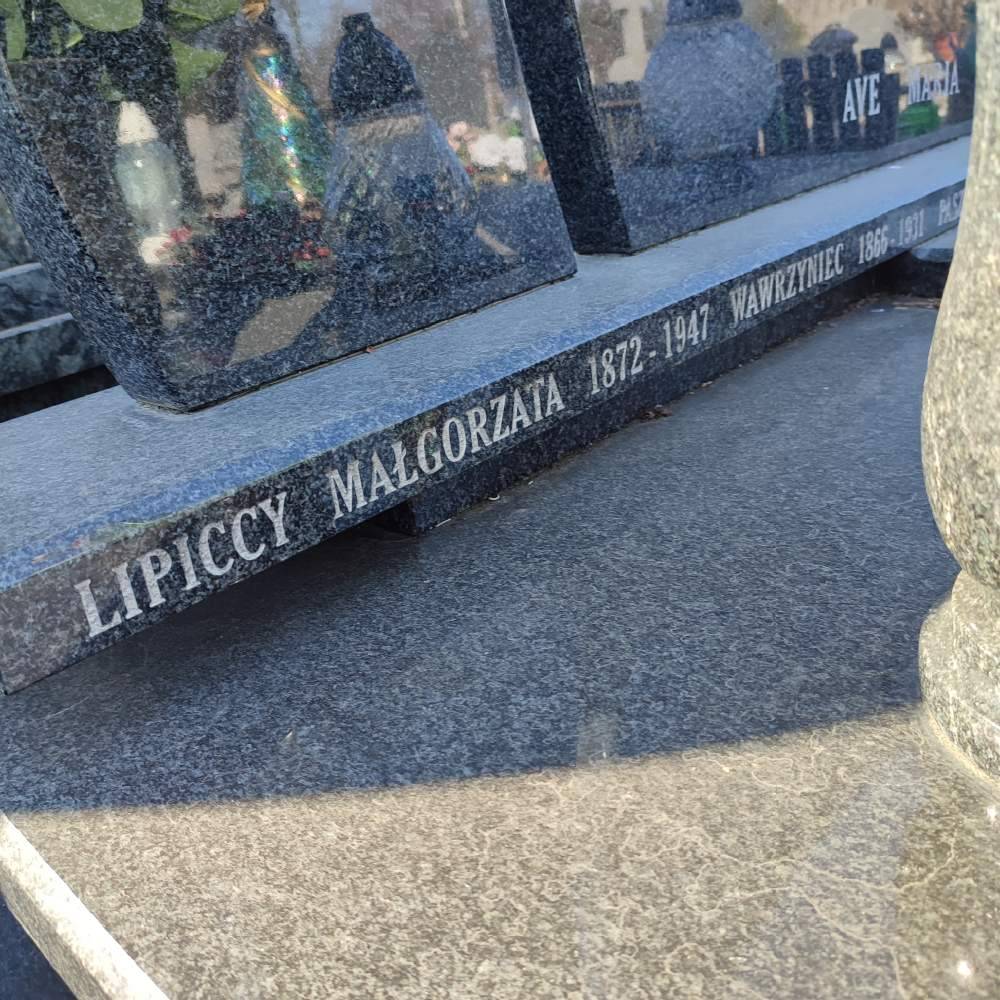 AVE MARIA
LIPICCY MAŁGORZATA 1872-1947 WAWRZYNIEC 1866-1931